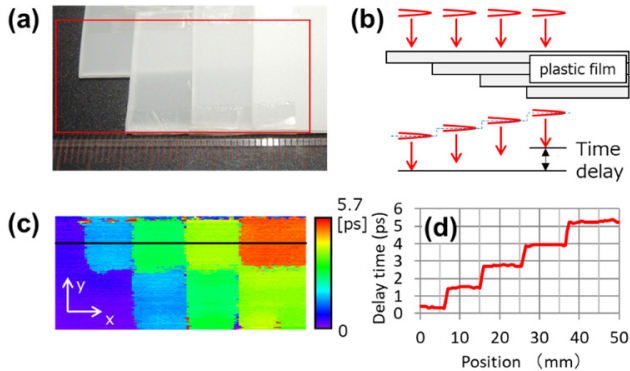 (a)
(b)
plastic film
Time
delay
(c)
5.7
[ps]
0
y
x
(d)
Delay time (ps)
6
5
4
3
2
1
0
0 10 20 30 40 50
Position (mm)